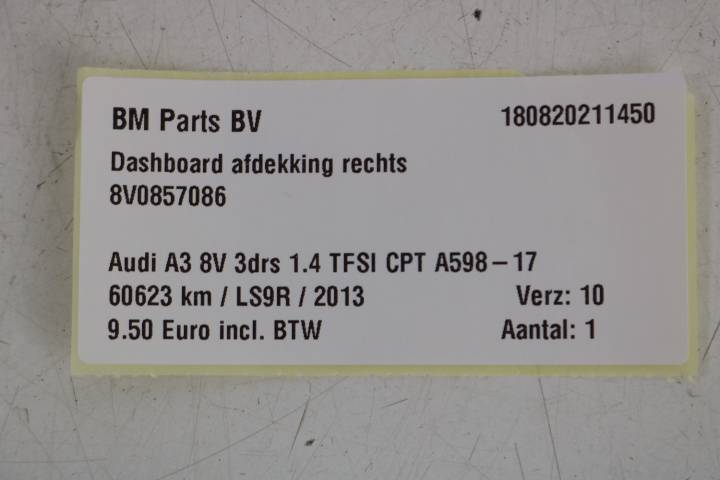 BM Parts BV 180820211450
Dashboard afdekking rechts
8V0857086
Audi A3 8V 3drs 1.4 TFSI CPT A598-17
60623 km / LS9R / 2013 Verz: 10
9.50 Euro incl. BTW Aantal: 1